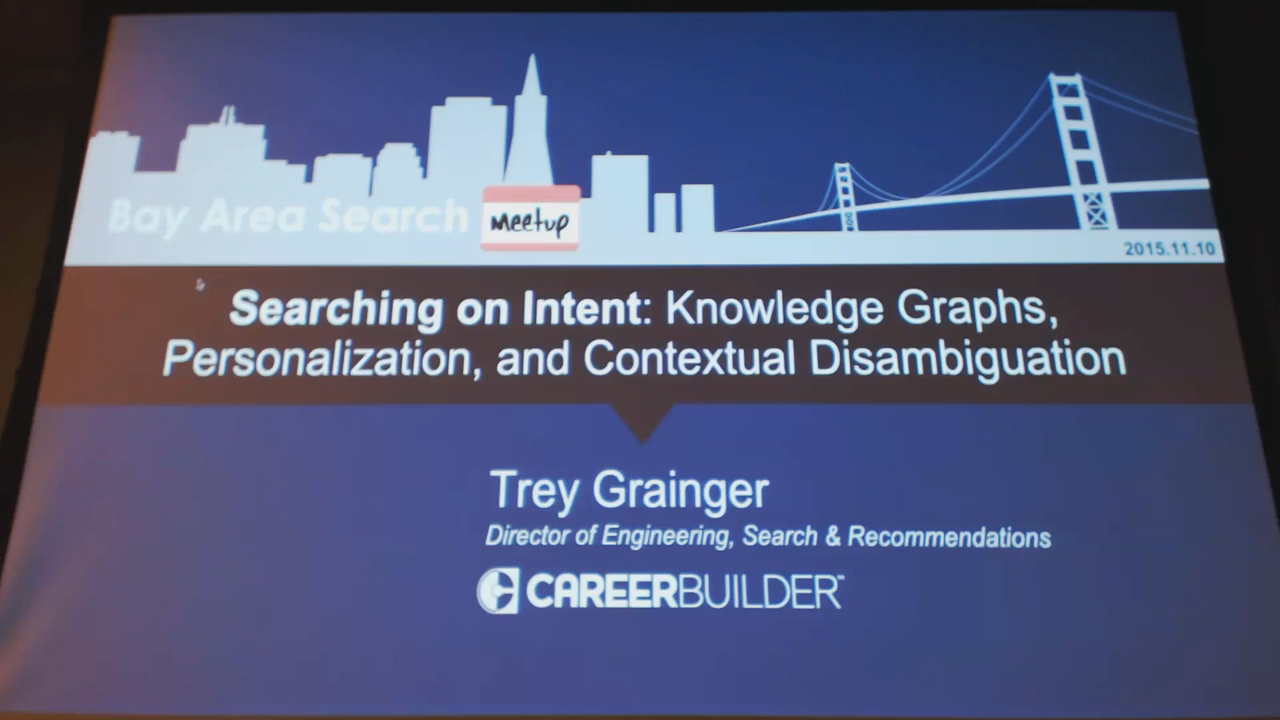 Bay Area Search Meetup
2015.11.10
Searching on Intent: Knowledge Graphs,
Personalization, and Contextual Disambiguation
Trey Grainger
Director of Engineering, Search & Recommendations
CAREERBUILDER